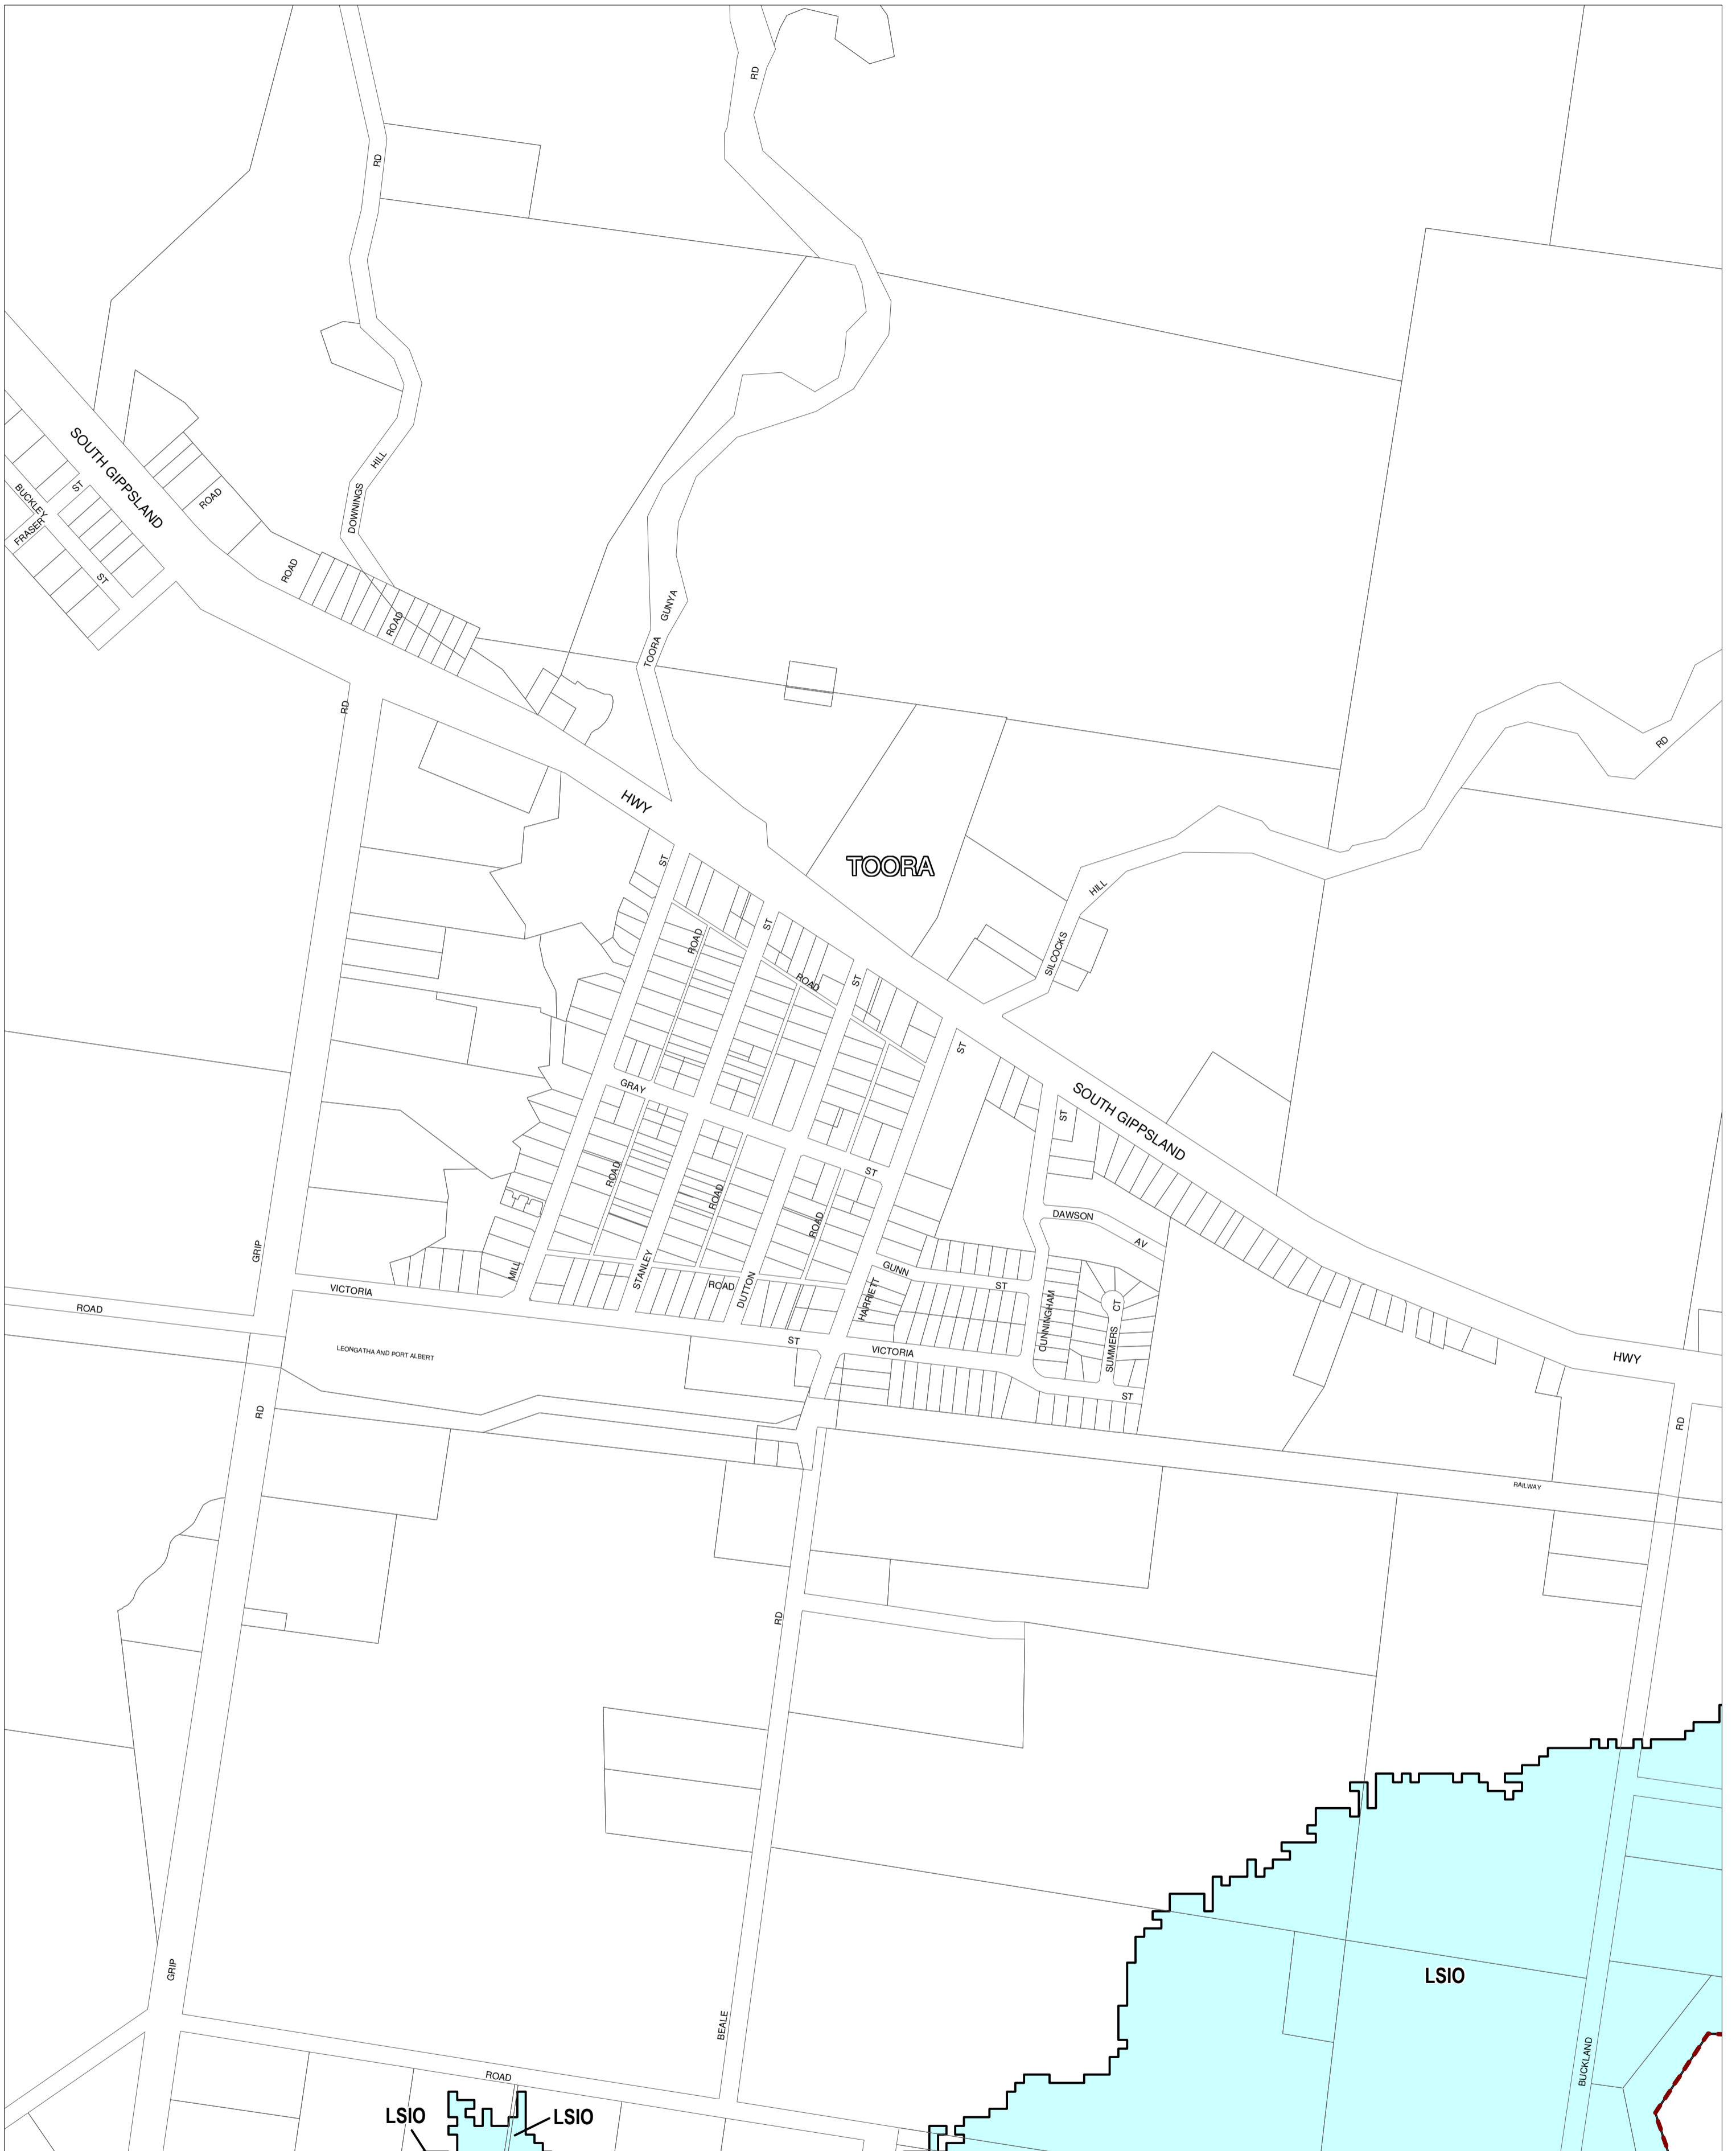 RD
RD
SOUTH GIPPSLAND
ROAD
HILL
DOWNINGS
BUCKLEY
ST
FRASER
ST
ROAD
ROAD
GUNYA
TOORA
RD
RD
HWY
TOORA
HILL
SILCOCKS
ST
ST
ROAD
ROAD
ST
ST
GRAY
SOUTH GIPPSLAND
ST
ST
ROAD
ROAD
ROAD
DAWSON
AV
GRIP
MILL
STANLEY
DUTTON
ROAD
GUNN
ST
HARRIETT
CUNNINGHAM
CT
SUMMERS
VICTORIA
ROAD
ST
VICTORIA
LEONGATHA AND PORT ALBERT
HWY
ST
RD
RD
RAILWAY
RD
GRIP
LSIO
BEALE
BUCKLAND
ROAD
LSIO
LSIO